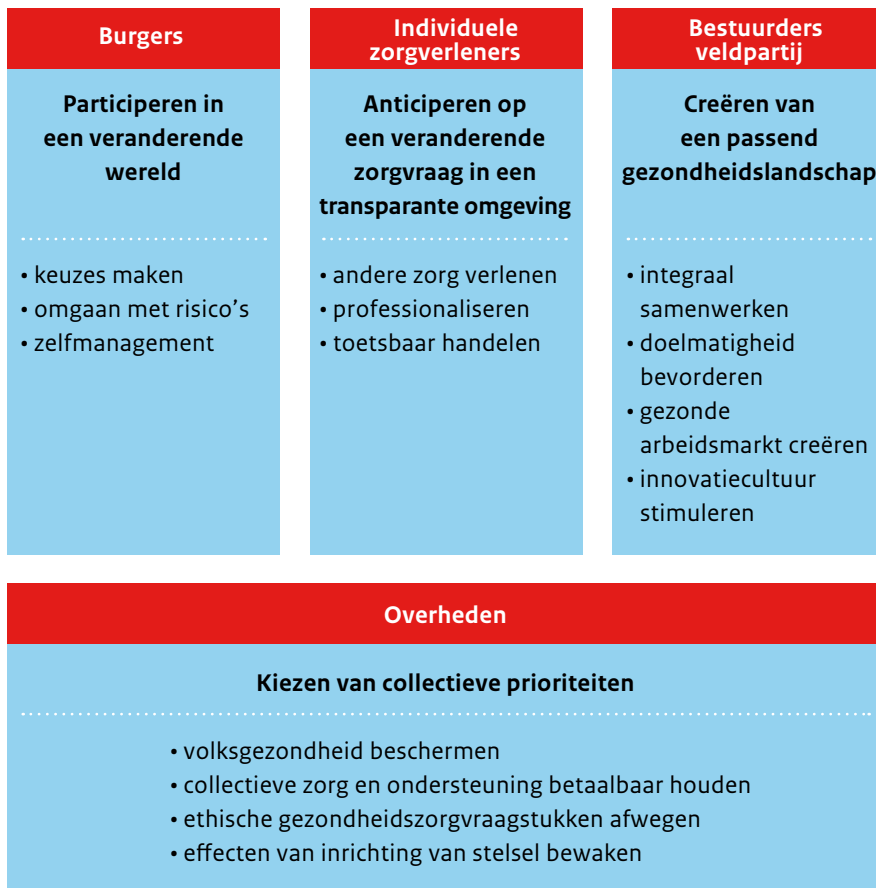 Burgers
Participeren in
een veranderende
wereld
• keuzes maken
• omgaan met risico’s
• zelfmanagement
Individuele
zorgverleners
Anticiperen op
een veranderende
zorgvraag in een
transparante omgeving
• andere zorg verlenen
• professionaliseren
• toetsbaar handelen
Bestuurders
veldpartij
Creëren van
een passend
gezondheidslandschap
• integraal
samenwerken
• doelmatigheid
bevorderen
• gezonde
arbeidsmarkt creëren
• innovatiecultuur
stimuleren
Overheden
Kiezen van collectieve prioriteiten
• volksgezondheid beschermen
• collectieve zorg en ondersteuning betaalbaar houden
• ethische gezondheidszorgvraagstukken afwegen
• effecten van inrichting van stelsel bewaken